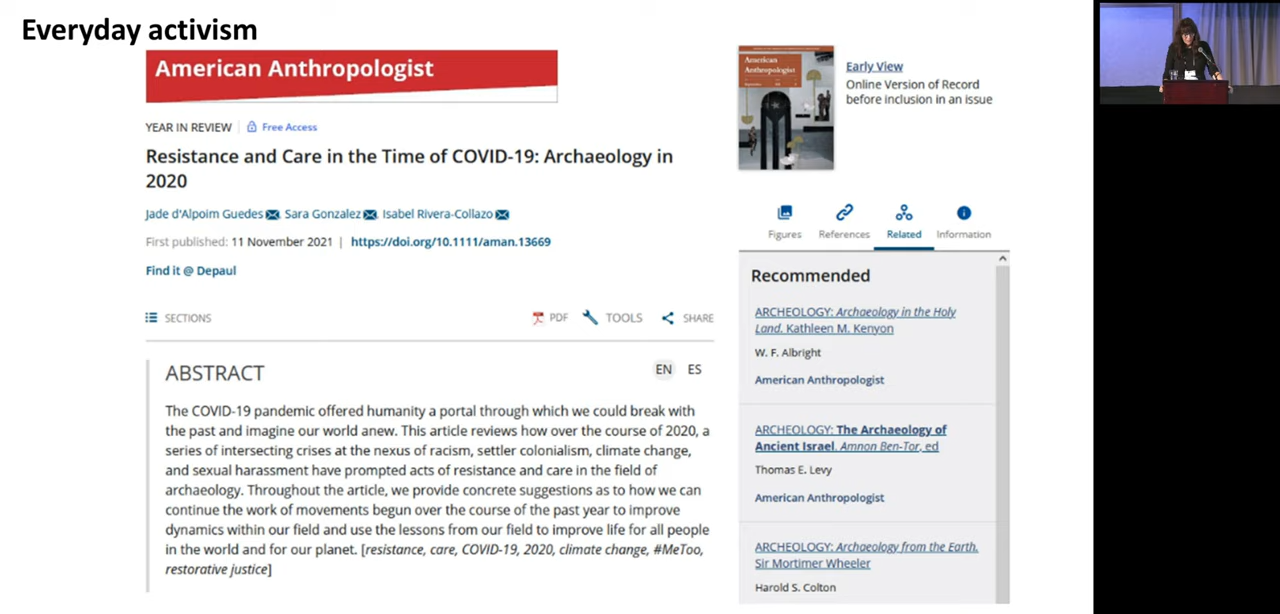 Everyday activism
American Anthropologist
YEAR IN REVIEW
Free Access
Resistance and Care in the Time of COVID-19: Archaeology in
2020
Jade d'Alpoim Guedes, Sara Gonzalez, Isabel Rivera-Collazo
First published: 11 November 2021 | https://doi.org/10.1111/aman.13669
Find it @ Depaul
SECTIONS
PDF
TOOLS
SHARE
ABSTRACT
EN
ES
The COVID-19 pandemic offered humanity a portal through which we could break with
the past and imagine our world anew. This article reviews how over the course of 2020, a
series of intersecting crises at the nexus of racism, settler colonialism, climate change,
and sexual harassment have prompted acts of resistance and care in the field of
archaeology. Throughout the article, we provide concrete suggestions as to how we can
continue the work of movements begun over the course of the past year to improve
dynamics within our field and use the lessons from our field to improve life for all people
in the world and for our planet. [resistance, care, COVID-19, 2020, climate change, #MeToo,
restorative justice]
American
Anthropologist
Early View
Online Version of Record
before inclusion in an issue
Figures
References
Related
Information
Recommended
ARCHEOLOGY: Archaeology in the Holy
Land. Kathleen M. Kenyon
W. F. Albright
American Anthropologist
ARCHEOLOGY: The Archaeology of
Ancient Israel. Amnon Ben-Tor, ed
Thomas E. Levy
American Anthropologist
ARCHEOLOGY: Archaeology from the Earth.
Sir Mortimer Wheeler
Harold S. Colton